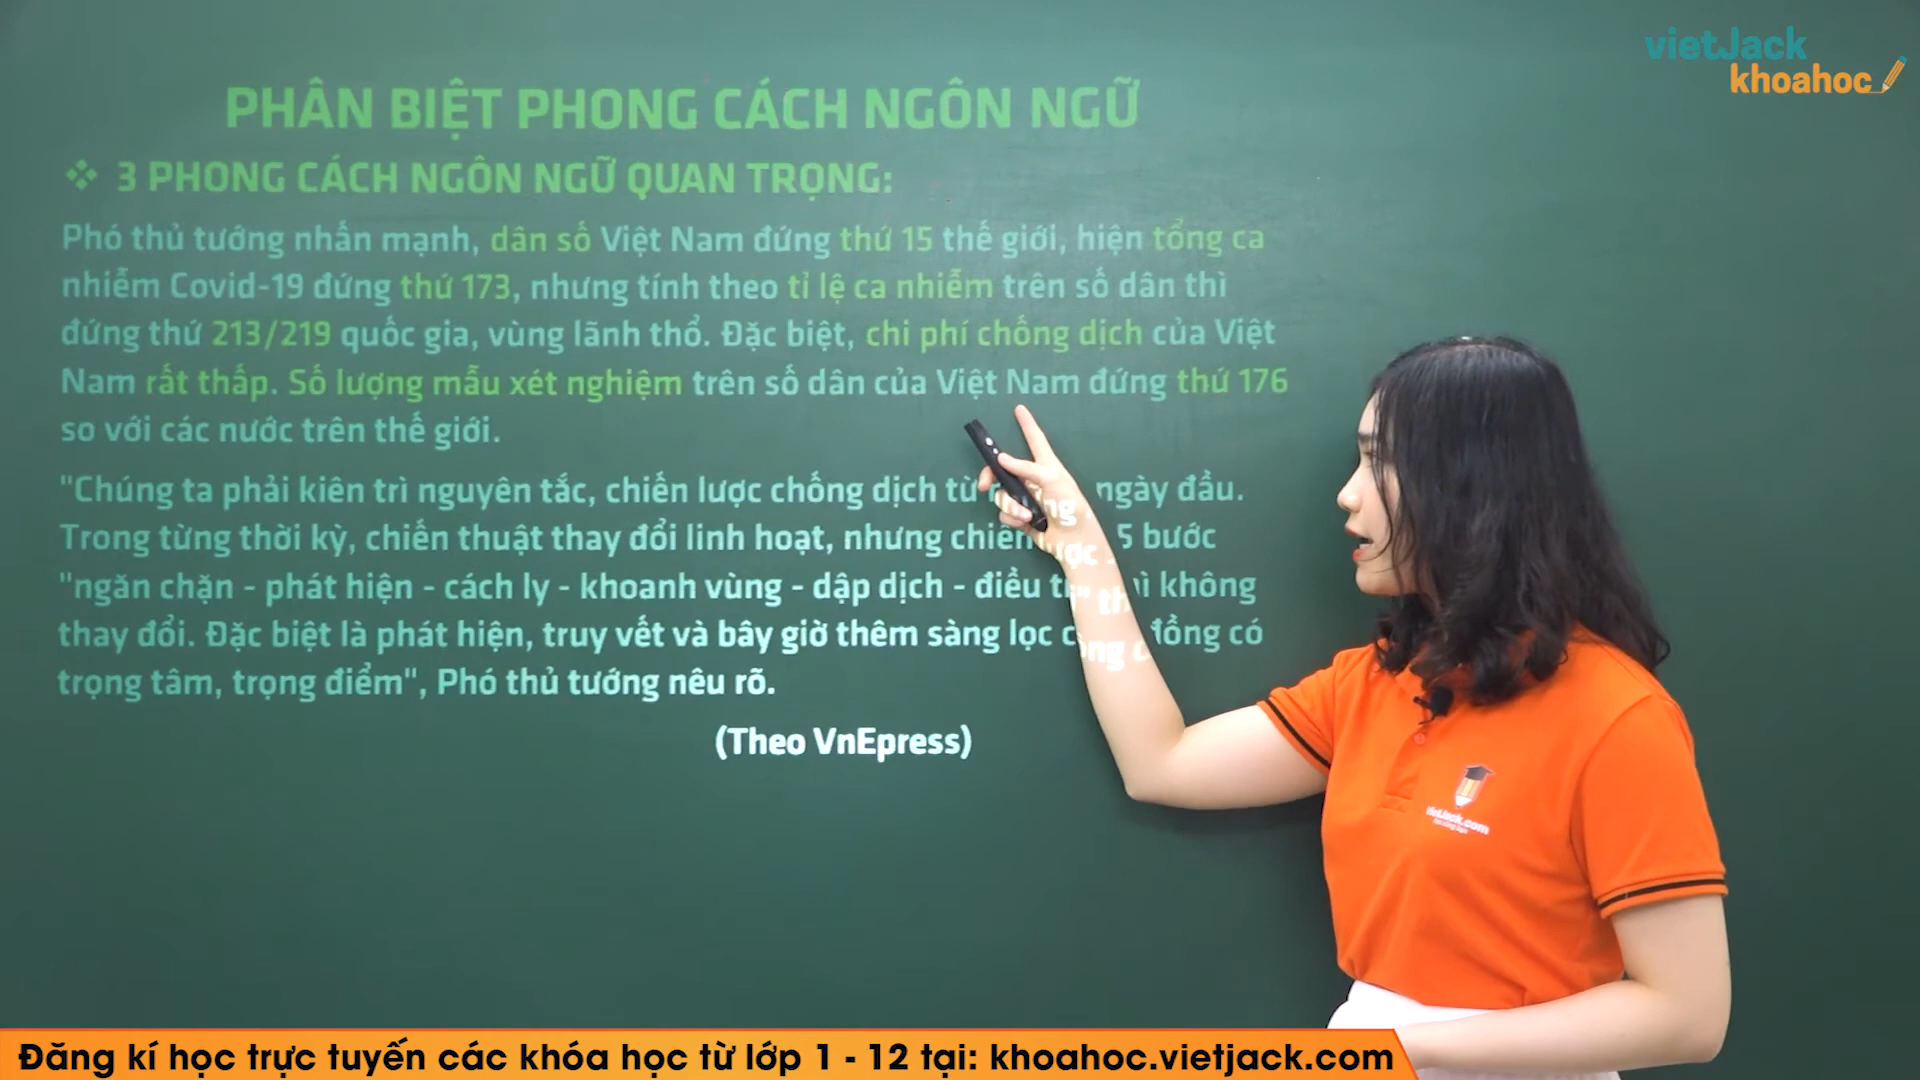 vietJack
khoahoc
PHÂN BIỆT PHONG CÁCH NGÔN NGỮ
❖ 3 PHONG CÁCH NGÔN NGỮ QUAN TRỌNG:
Phó thủ tướng nhấn mạnh, dân số Việt Nam đứng thứ 15 thế giới, hiện tổng ca
nhiễm Covid-19 đứng thứ 173, nhưng tính theo tỉ lệ ca nhiễm trên số dân thì
đứng thứ 213/219 quốc gia, vùng lãnh thổ. Đặc biệt, chi phí chống dịch của Việt
Nam rất thấp. Số lượng mẫu xét nghiệm trên số dân của Việt Nam đứng thứ 176
so với các nước trên thế giới.
"Chúng ta phải kiên trì nguyên tắc, chiến lược chống dịch từ ngày đầu.
Trong từng thời kỳ, chiến thuật thay đổi linh hoạt, nhưng chiến lược 5 bước
"ngăn chặn - phát hiện - cách ly - khoanh vùng - dập dịch - điều thì không
thay đổi. Đặc biệt là phát hiện, truy vết và bây giờ thêm sàng lọc cộng đồng có
trọng tâm, trọng điểm", Phó thủ tướng nêu rõ.
(Theo VnEpress)
VietJack.com
Đăng kí học trực tuyến các khóa học từ lớp 1 - 12 tại: khoahoc.vietjack.com